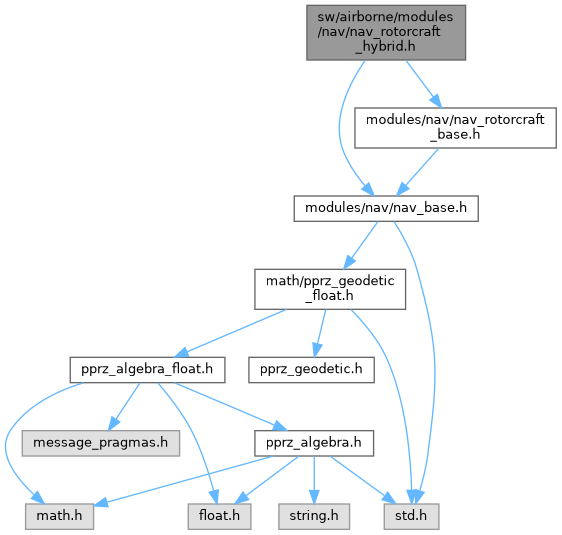 sw/airborne/modules
/nav/nav_rotorcraft
_hybrid.h
modules/nav/nav_rotorcraft
_base.h
modules/nav/nav_base.h
math/pprz_geodetic
_float.h
pprz_algebra_float.h
pprz_geodetic.h
message_pragmas.h
pprz_algebra.h
math.h
float.h
string.h
std.h